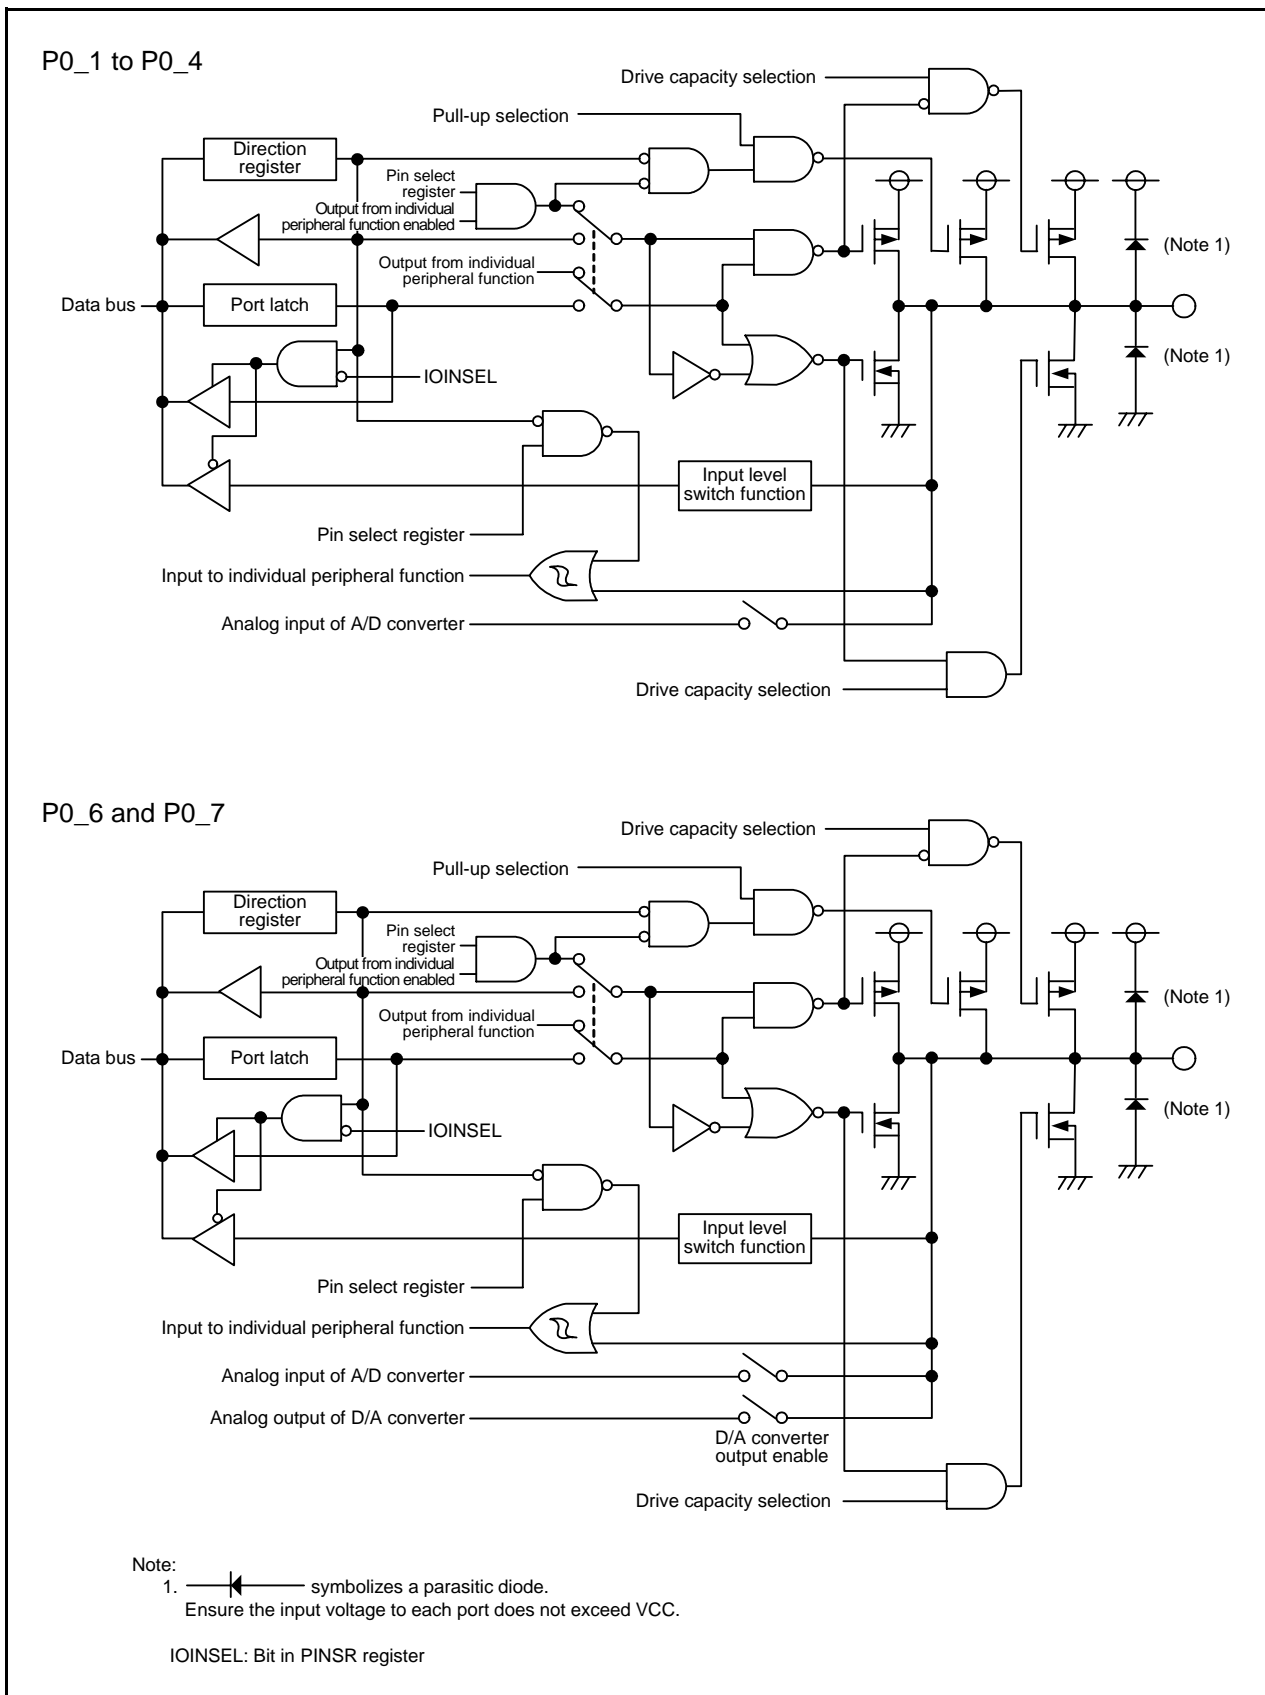 P0_1 to P0_4
Drive capacity selection
Pull-up selection
Direction
register
Pin select
register
Output from individual
peripheral function enabled
(Note 1)
Output from individual
peripheral function
Data bus
Port latch
(Note 1)
IOINSEL
Input level
switch function
Pin select register
Input to individual peripheral function
Analog input of A/D converter
Drive capacity selection
P0_6 and P0_7
Drive capacity selection
Pull-up selection
Direction
register
Pin select
register
Output from individual
peripheral function enabled
(Note 1)
Output from individual
peripheral function
Data bus
Port latch
(Note 1)
IOINSEL
Input level
switch function
Pin select register
Input to individual peripheral function
Analog input of A/D converter
Analog output of D/A converter
D/A converter
output enable
Drive capacity selection
Note:
1. symbolizes a parasitic diode.
Ensure the input voltage to each port does not exceed VCC.
IOINSEL: Bit in PINSR register